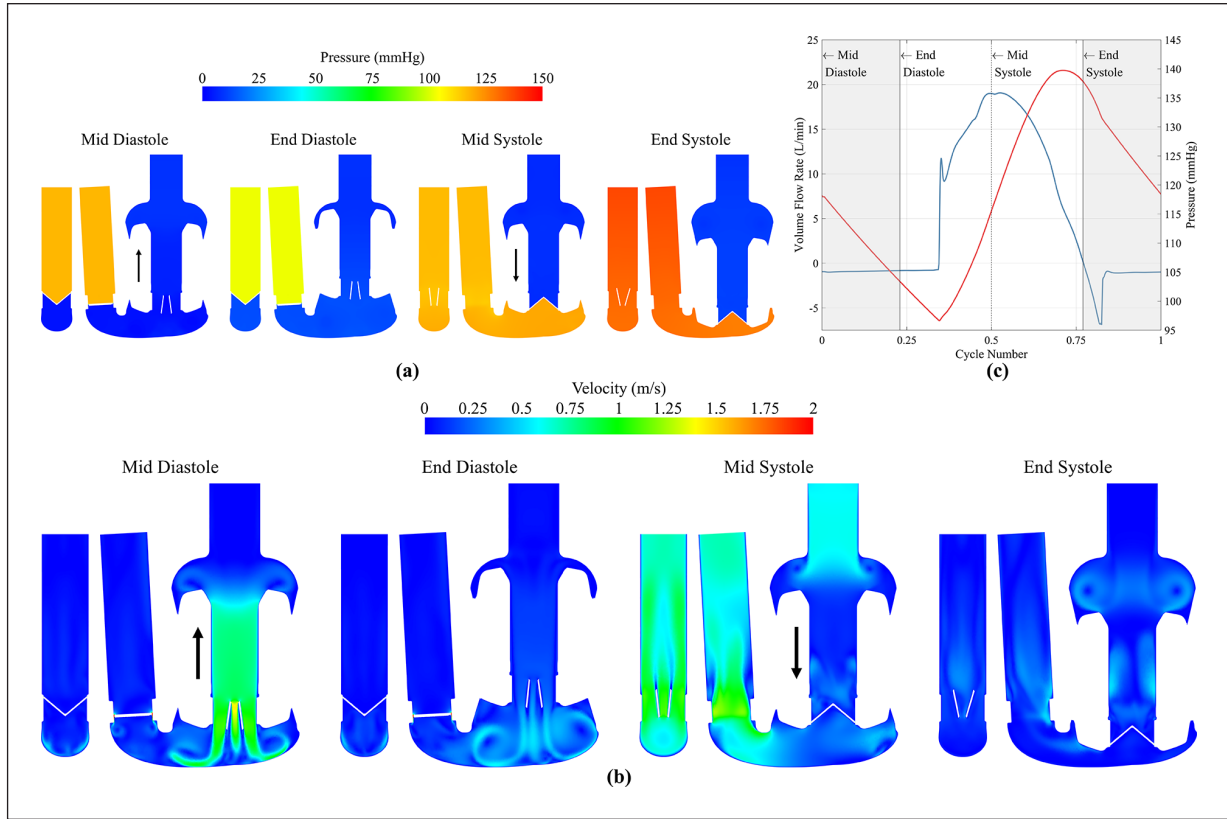 Pressure (mmHg)
0 25 50 75 100 125 150
Mid Diastole End Diastole Mid Systole End Systole
(a)
25
20
15
10
5
0
-5
Volume Flow Rate (L/min)
← Mid
Diastole
← End
Diastole
← Mid
Systole
← End
Systole
145
140
135
130
125
120
115
110
105
100
95
Pressure (mmHg)
0 0.25 0.5 0.75 1
Cycle Number
(c)
Velocity (m/s)
0 0.25 0.5 0.75 1 1.25 1.5 1.75 2
Mid Diastole End Diastole Mid Systole End Systole
(b)